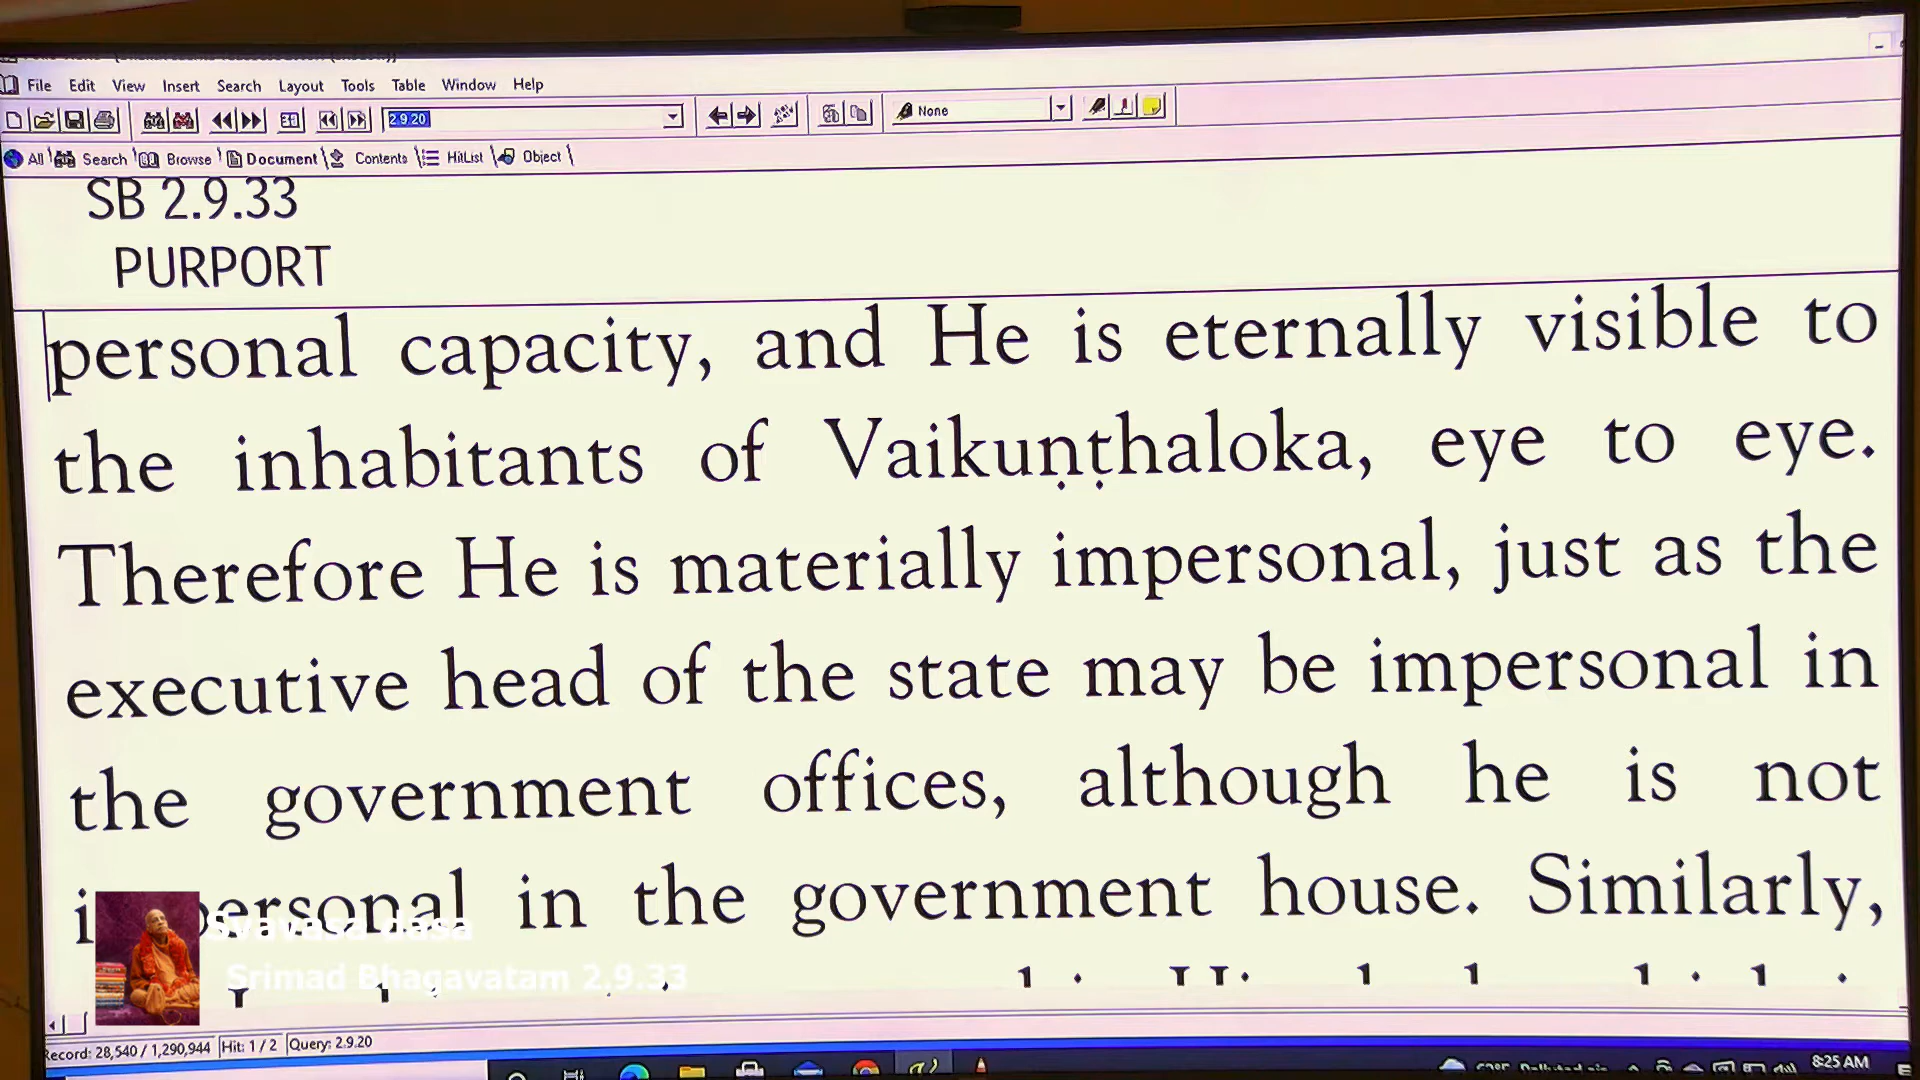 File Edit View Insert Search Layout Tools Table Window Help
2.9.20
None
All Search Browse Document Contents HitList Object
SB 2.9.33
PURPORT
personal capacity, and He is eternally visible to
the inhabitants of Vaikuṇṭhaloka, eye to eye.
Therefore He is materially impersonal, just as the
executive head of the state may be impersonal in
the government offices, although he is not
impersonal in the government house. Similarly,
Svavasa dasa
Srimad Bhagavatam 2.9.33
Record: 28,540 / 1,290,944 Hit: 1 / 2 Query: 2.9.20
8:25 AM